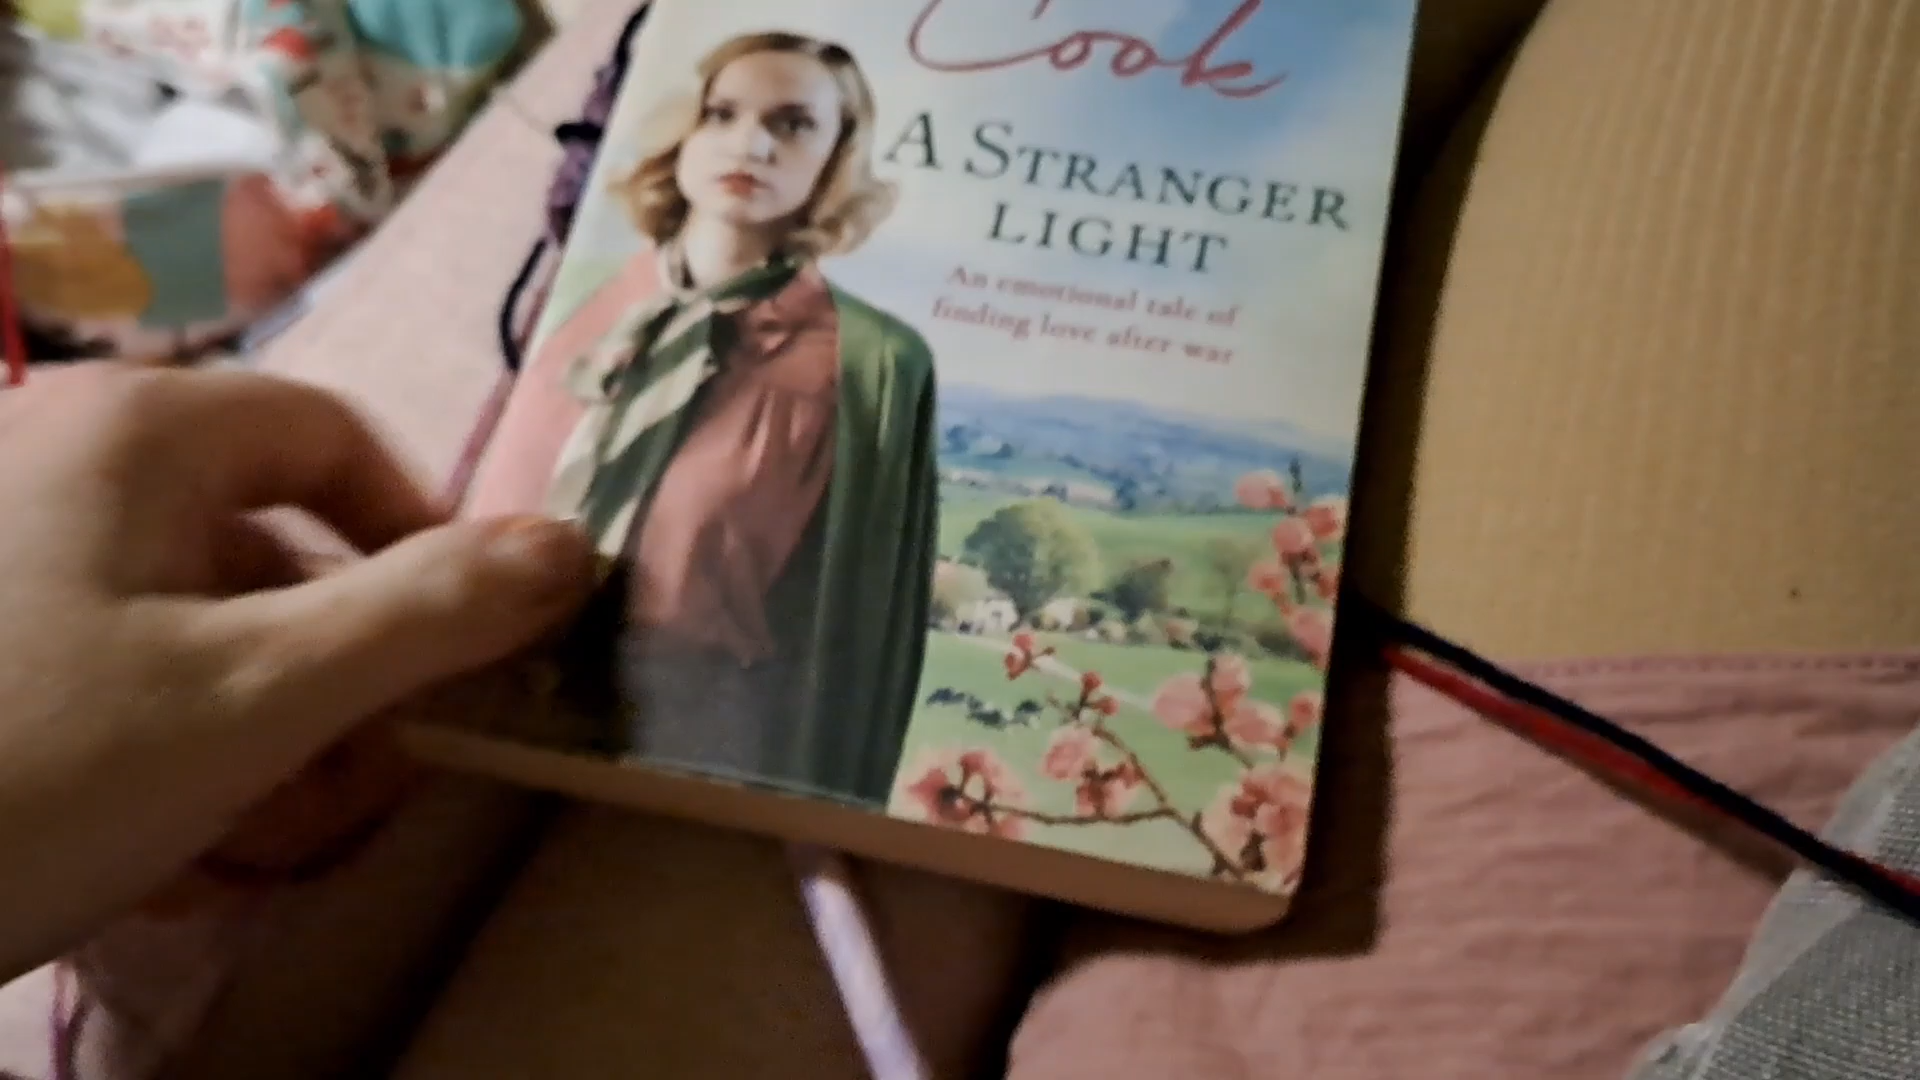 Cook
A STRANGER
LIGHT
An emotional tale of
finding love after war